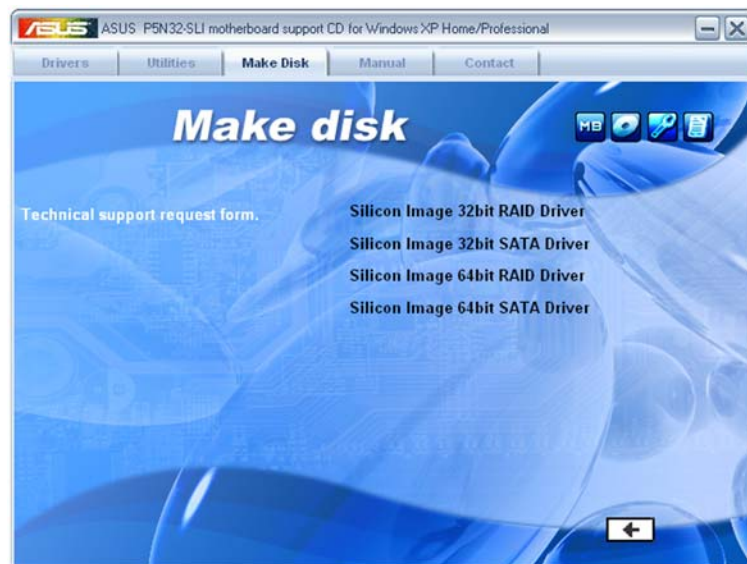 ASUS ASUS P5N32-SLI motherboard support CD for Windows XP Home/Professional
Drivers Utilities Make Disk Manual Contact
Make disk
MB
Technical support request form.
Silicon Image 32bit RAID Driver
Silicon Image 32bit SATA Driver
Silicon Image 64bit RAID Driver
Silicon Image 64bit SATA Driver